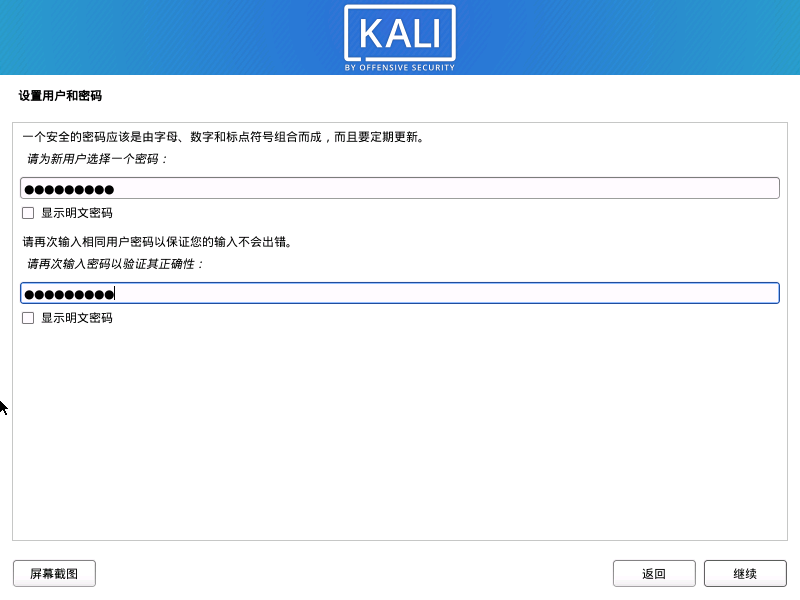 KALI
BY OFFENSIVE SECURITY
设置用户和密码
一个安全的密码应该是由字母、数字和标点符号组合而成，而且要定期更新。
请为新用户选择一个密码：
●●●●●●●●●
显示明文密码
请再次输入相同用户密码以保证您的输入不会出错。
请再次输入密码以验证其正确性：
●●●●●●●●●
显示明文密码
屏幕截图
返回
继续